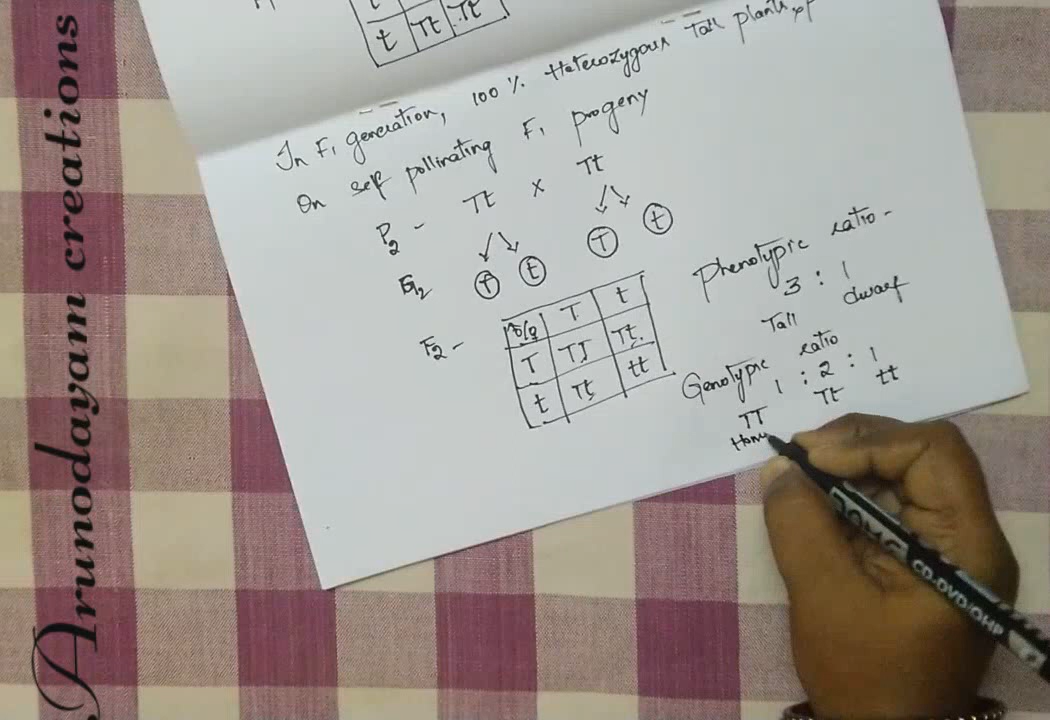 t Tt Tt
In F1 generation, 100 % Heterozygous Tall plants
On self pollinating F1 progeny
P2 - Tt x Tt
G2 T t T t
F2 -
♂/♀ T t
T TT Tt
t Tt tt
Phenotypic ratio -
3 : 1
Tall dwarf
Genotypic ratio
1 : 2 : 1
TT Tt tt
Hom
CD-DVD/OHP
Arunodayam creations